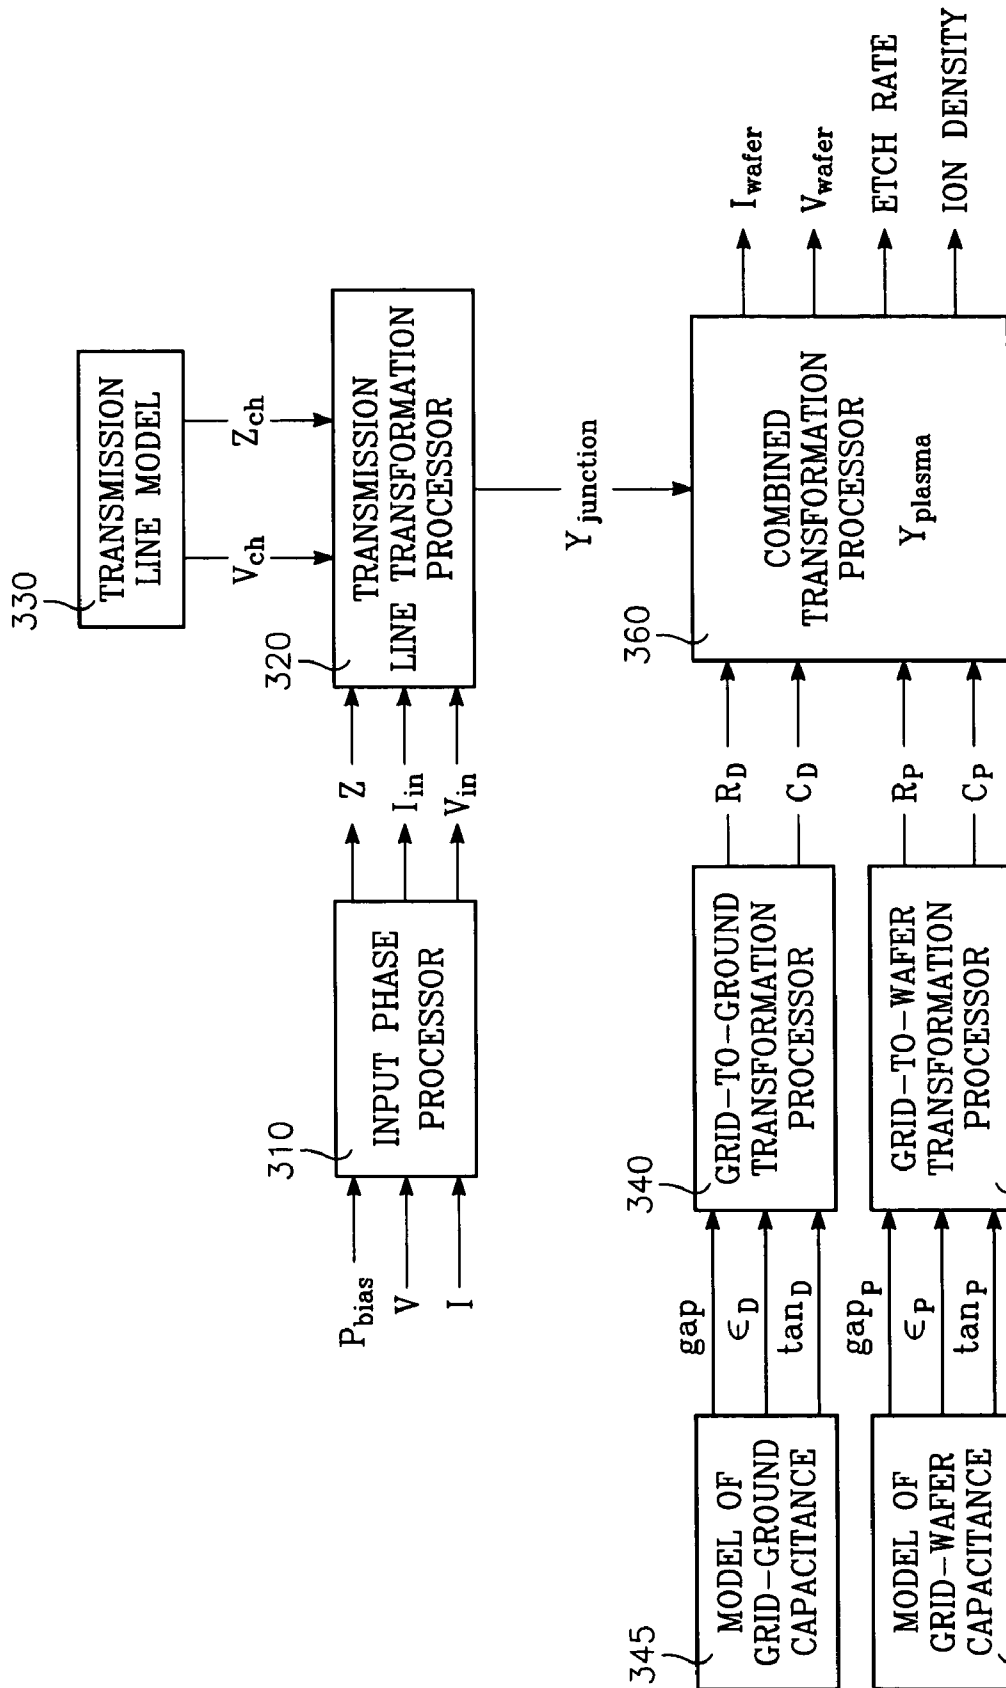 330
TRANSMISSION
LINE MODEL
V_ch
Z_ch
P_bias
V
I
310
INPUT PHASE
PROCESSOR
Z
I_in
V_in
320
TRANSMISSION
LINE TRANSFORMATION
PROCESSOR
Y_junction
345
MODEL OF
GRID-GROUND
CAPACITANCE
gap
ϵ_D
tan_D
340
GRID-TO-GROUND
TRANSFORMATION
PROCESSOR
R_D
C_D
MODEL OF
GRID-WAFER
CAPACITANCE
gap_P
ϵ_P
tan_P
GRID-TO-WAFER
TRANSFORMATION
PROCESSOR
R_P
C_P
360
COMBINED
TRANSFORMATION
PROCESSOR
Y_plasma
I_wafer
V_wafer
ETCH RATE
ION DENSITY